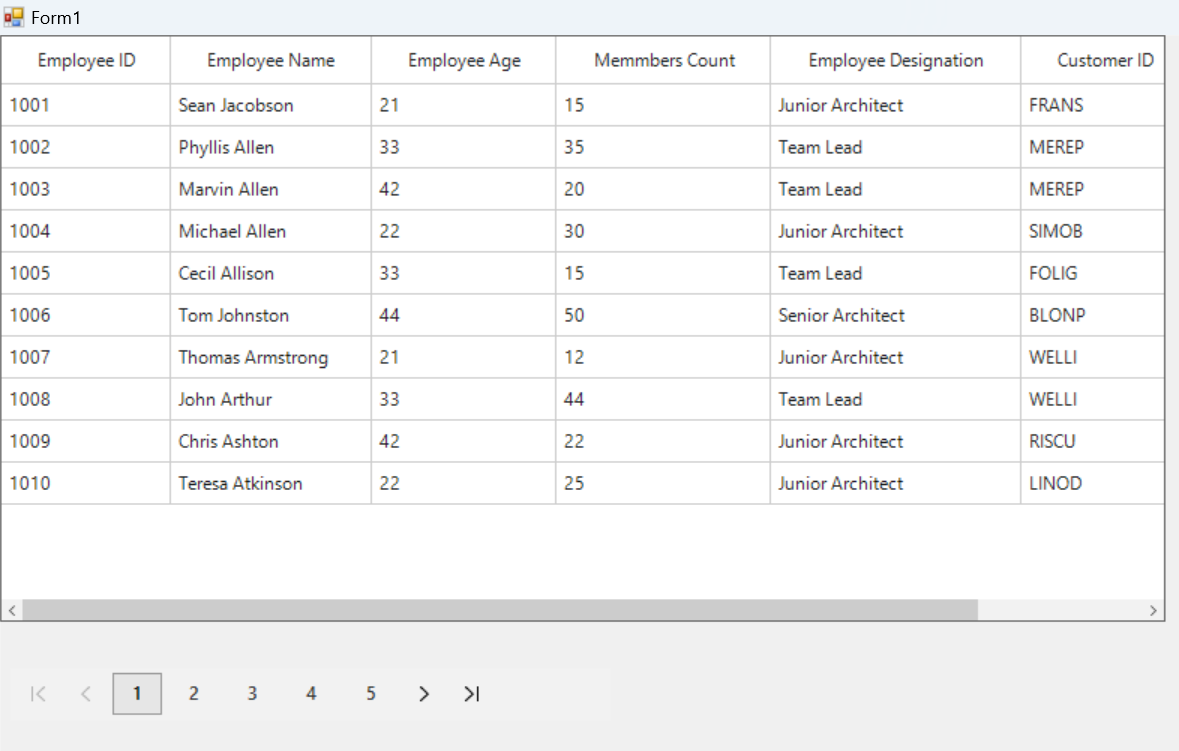 Form1
Employee ID Employee Name Employee Age Memmbers Count Employee Designation Customer ID
1001 Sean Jacobson 21 15 Junior Architect FRANS
1002 Phyllis Allen 33 35 Team Lead MEREP
1003 Marvin Allen 42 20 Team Lead MEREP
1004 Michael Allen 22 30 Junior Architect SIMOB
1005 Cecil Allison 33 15 Team Lead FOLIG
1006 Tom Johnston 44 50 Senior Architect BLONP
1007 Thomas Armstrong 21 12 Junior Architect WELLI
1008 John Arthur 33 44 Team Lead WELLI
1009 Chris Ashton 42 22 Junior Architect RISCU
1010 Teresa Atkinson 22 25 Junior Architect LINOD
1 2 3 4 5